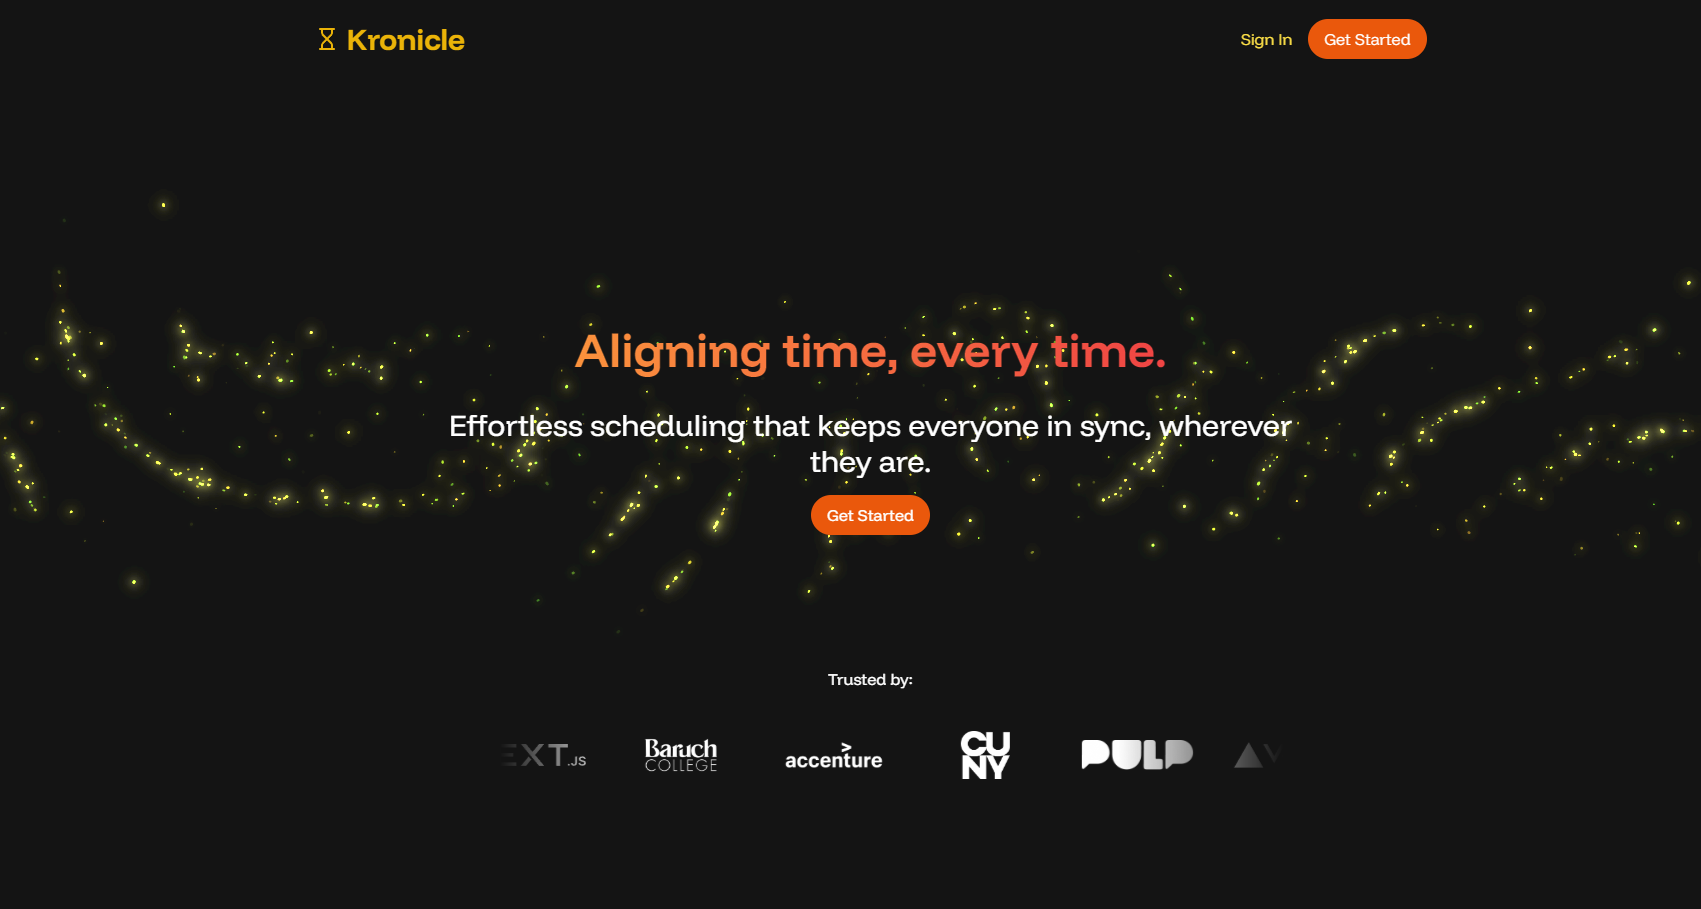 Kronicle
Sign In
Get Started
Aligning time, every time.
Effortless scheduling that keeps everyone in sync, wherever
they are.
Get Started
Trusted by:
EXT.JS
Baruch
COLLEGE
accenture
CU
NY
PULP